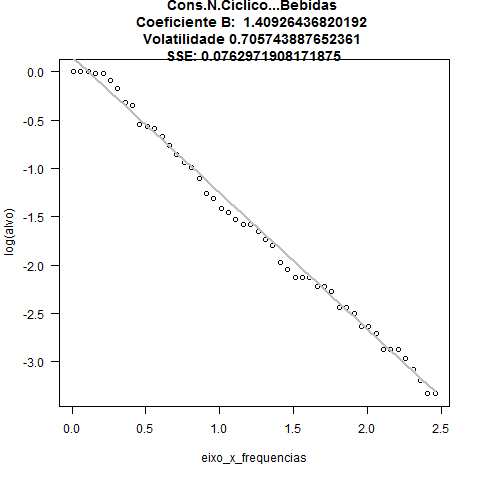 Cons.N.Ciclico...Bebidas
Coeficiente B:  1.40926436820192
Volatilidade 0.705743887652361
SSE: 0.0762971908171875
log(alvo)
0.0
-0.5
-1.0
-1.5
-2.0
-2.5
-3.0
0.0 0.5 1.0 1.5 2.0 2.5
eixo_x_frequencias